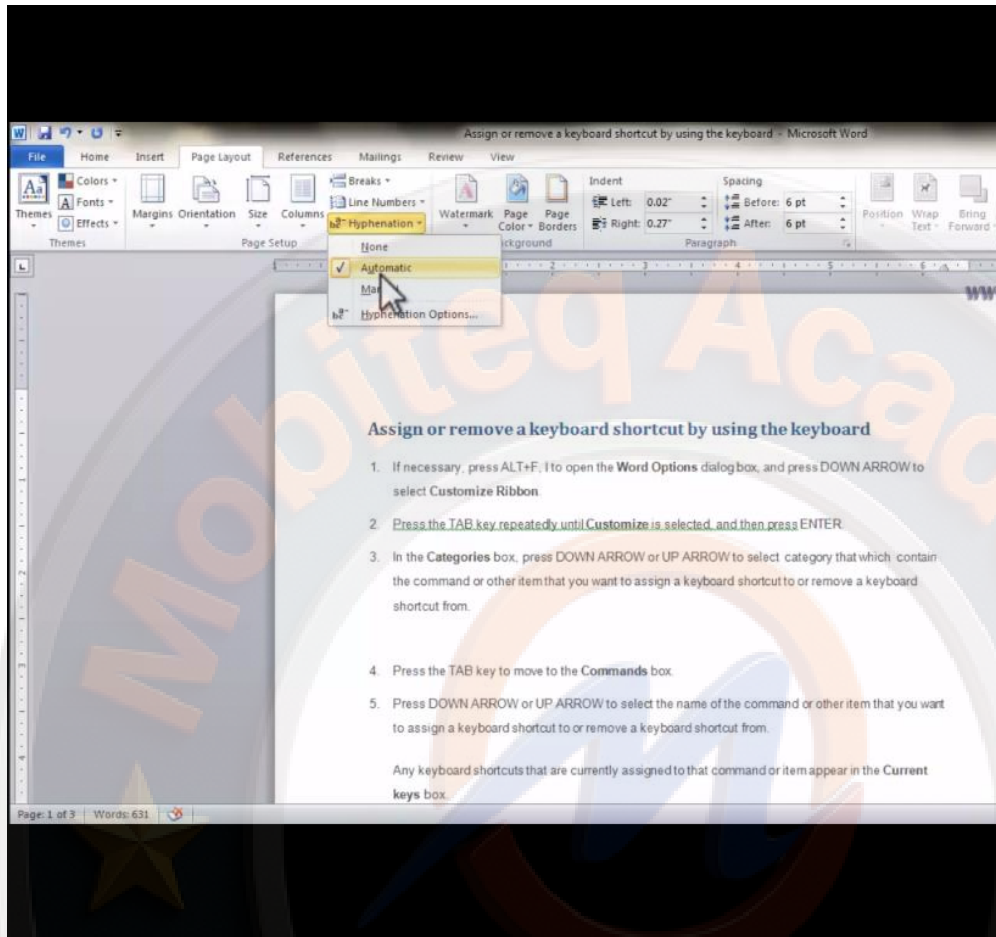 Assign or remove a keyboard shortcut by using the keyboard - Microsoft Word
File Home Insert Page Layout References Mailings Review View
Colors
Fonts
Effects
Themes
Margins Orientation Size Columns
Breaks
Line Numbers
Hyphenation
Watermark Page Color Page Borders
Indent
Left: 0.02"
Right: 0.27"
Spacing
Before: 6 pt
After: 6 pt
Position Wrap Text Bring Forward
Themes Page Setup ckground Paragraph
None
Automatic
Hyphenation Options...
WW
Assign or remove a keyboard shortcut by using the keyboard
1. If necessary, press ALT+F, I to open the Word Options dialog box, and press DOWN ARROW to
select Customize Ribbon.
2. Press the TAB key repeatedly until Customize is selected, and then press ENTER.
3. In the Categories box, press DOWN ARROW or UP ARROW to select category that which contain
the command or other item that you want to assign a keyboard shortcut to or remove a keyboard
shortcut from.
4. Press the TAB key to move to the Commands box.
5. Press DOWN ARROW or UP ARROW to select the name of the command or other item that you want
to assign a keyboard shortcut to or remove a keyboard shortcut from.
Any keyboard shortcuts that are currently assigned to that command or item appear in the Current
keys box.
Page: 1 of 3 Words: 631
Mobiteq Acad